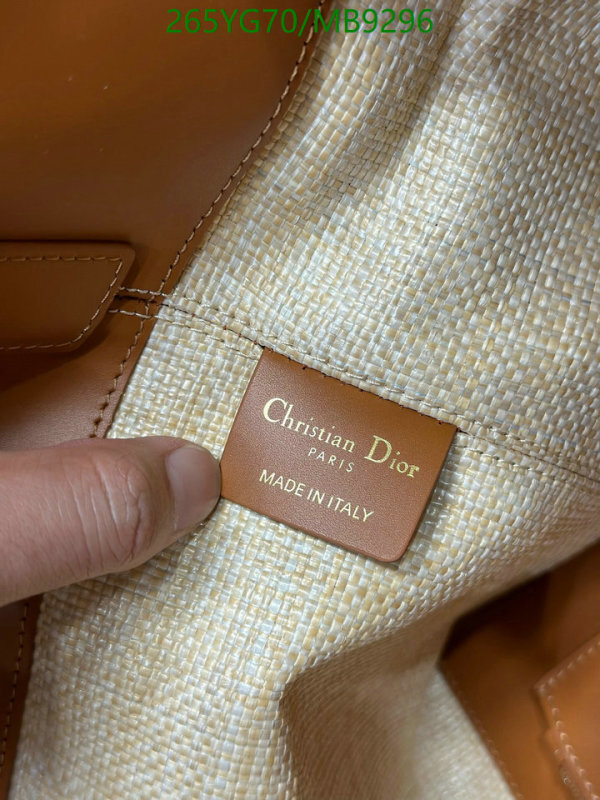 265YG70/MB9296
Christian Dior
PARIS
MADE IN ITALY